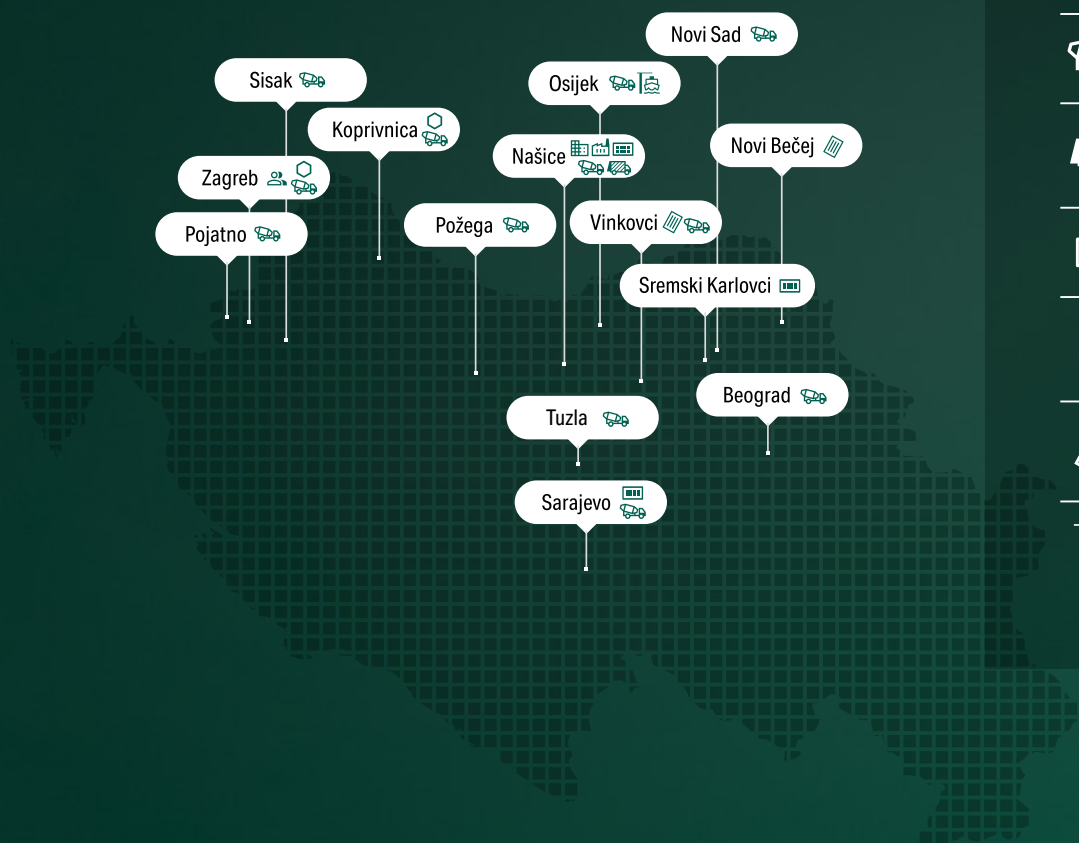 Novi Sad
Sisak
Osijek
Koprivnica
Novi Bečej
Našice
Zagreb
Požega
Vinkovci
Pojatno
Sremski Karlovci
Beograd
Tuzla
Sarajevo